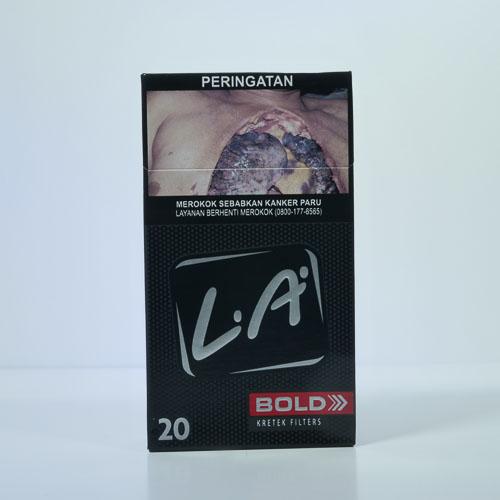 PERINGATAN
MEROKOK SEBABKAN KANKER PARU
LAYANAN BERHENTI MEROKOK (0800-177-6565)
L.A.
BOLD
KRETEK FILTERS
20